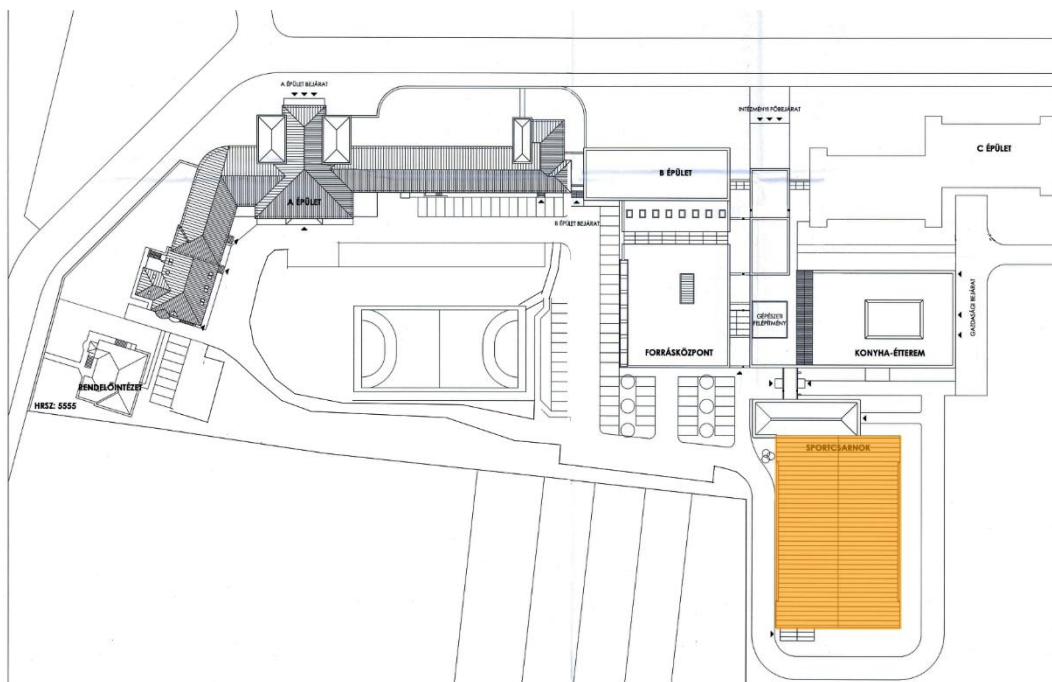 A ÉPÜLET BEJÁRAT
INTÉZMÉNYI FŐBEJÁRAT
C ÉPÜLET
B ÉPÜLET
A ÉPÜLET
B ÉPÜLET BEJÁRAT
GAZDASÁGI BEJÁRAT
GÉPÉSZETI
FELÉPÍTMÉNY
FORRÁSKÖZPONT
KONYHA-ÉTTEREM
RENDELŐINTÉZET
HRSZ: 5555
SPORTCSARNOK